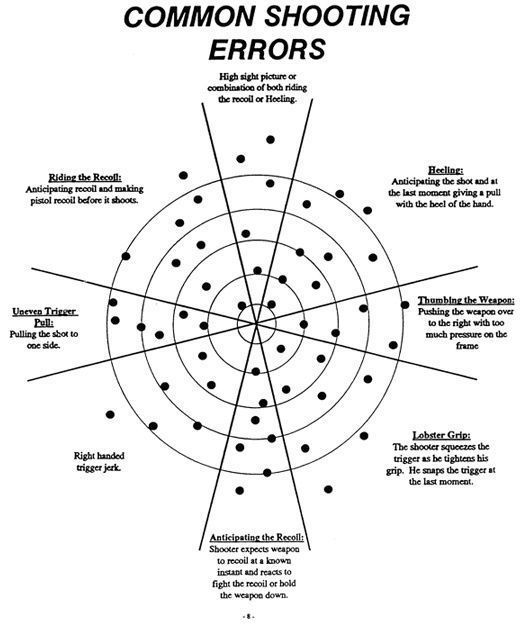 COMMON SHOOTING
ERRORS
High sight picture or
combination of both riding
the recoil or Heeling.
Riding the Recoil:
Anticipating recoil and making
pistol recoil before it shoots.
Heeling:
Anticipating the shot and at
the last moment giving a pull
with the heel of the hand.
Uneven Trigger
Pull:
Pulling the shot to
one side.
Thumbing the Weapon:
Pushing the weapon over
to the right with too
much pressure on the
frame
Right handed
trigger jerk.
Lobster Grip:
The shooter squeezes the
trigger as he tightens his
grip. He snaps the trigger at
the last moment.
Anticipating the Recoil:
Shooter expects weapon
to recoil at a known
instant and reacts to
fight the recoil or hold
the weapon down.
- 8 -